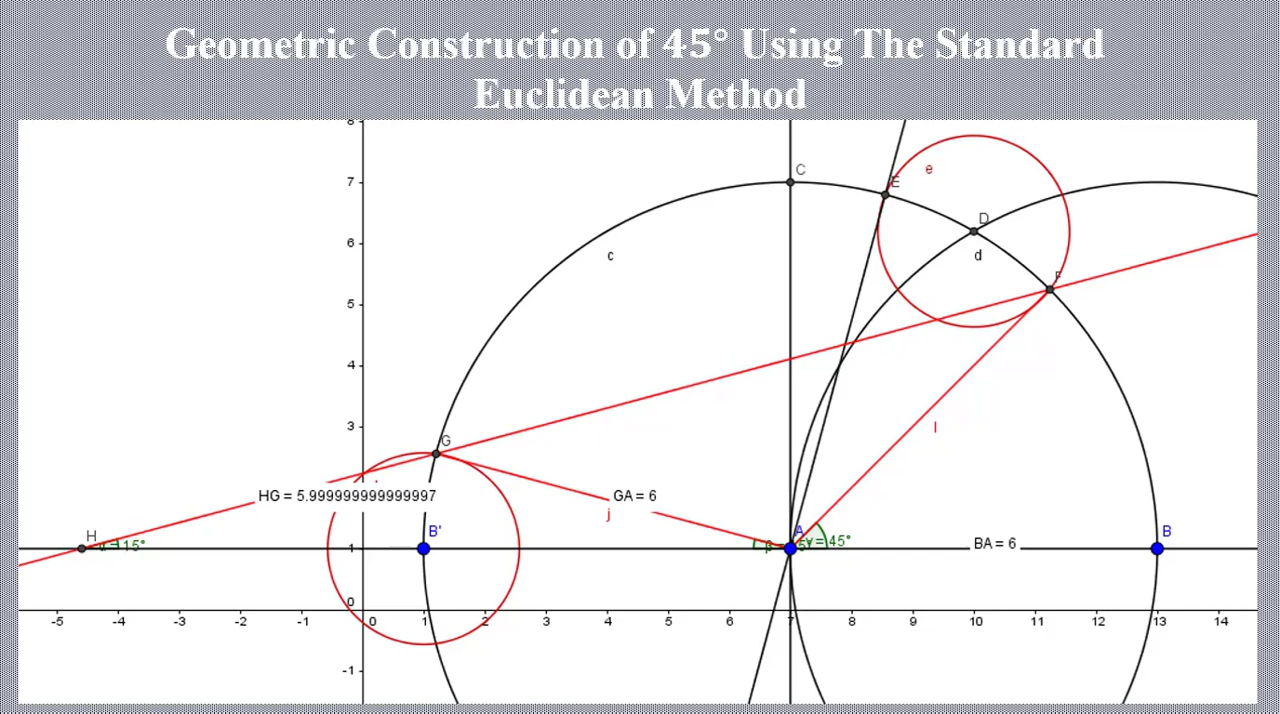 Geometric Construction of 45° Using The Standard
Euclidean Method
8
C
7
E
e
D
6
c
d
F
5
4
3
l
G
HG = 5.999999999999997
GA = 6
j
H
B'
A
B
α = 15°
γ = 45°
BA = 6
1
0
-5 -4 -3 -2 -1 0 1 2 3 4 5 6 7 8 9 10 11 12 13 14
-1